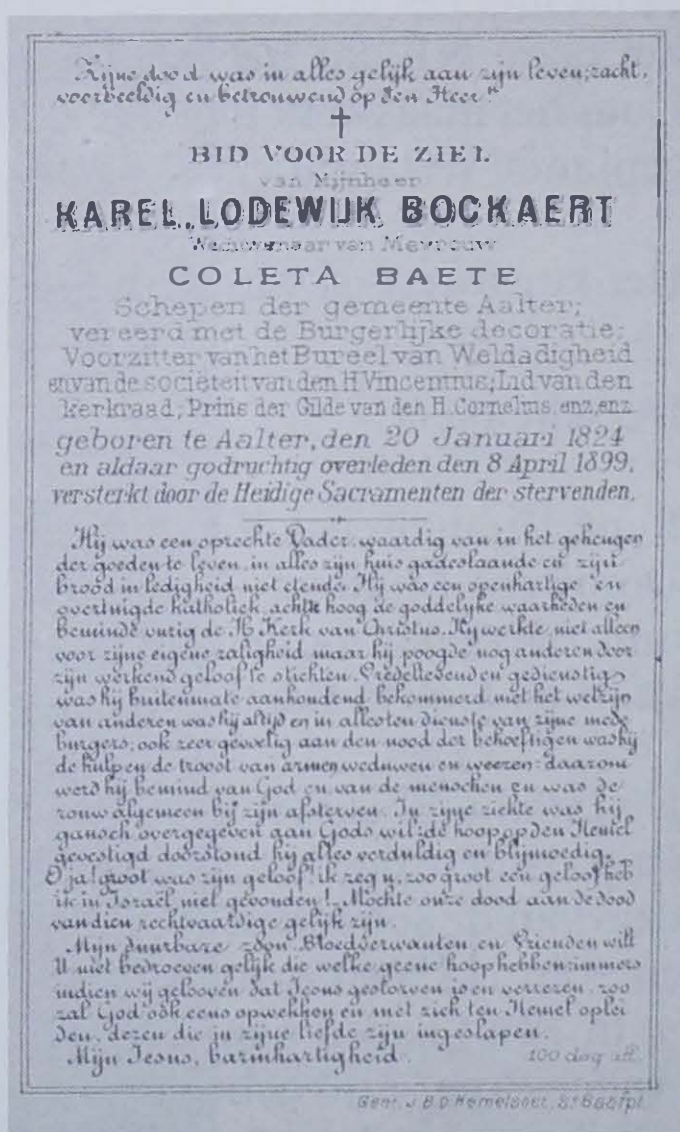 Zijne dood was in alles gelijk aan zijn leven; zacht,
voorbeeldig en betrouwend op den Heer"
BID VOOR DE ZIEL
van Mijnheer
KAREL-LODEWIJK BOCKAERT
Weduwenaar van Mevrouw
COLETA BAETE
Schepen der gemeente Aalter;
vereerd met de Burgerlijke decoratie;
Voorzitter van het Bureel van Weldadigheid
en van de sociëteit van den H Vincentius; Lid van den
kerkraad; Prins der Gilde van den H. Cornelius, enz, enz
geboren te Aalter, den 20 Januari 1824
en aldaar godvruchtig overleden den 8 April 1899,
versterkt door de Heilige Sacramenten der stervenden.
Hij was een oprechte Vader, waardig van in het geheugen
der goeden te leven, in alles zijn huis gadeslaande en zijn
brood in ledigheid niet etende. Hij was een openhartige en
overtuigde katholiek, achtte hoog de goddelijke waarheden en
beminde vurig de H Kerk van Christus. Hij werkte niet alleen
voor zijne eigene zaligheid maar hij poogde nog anderen door
zijn werkend geloof te stichten. Vredelievend en gedienstig
was hij buitenmate aanhoudend bekommerd met het welzijn
van anderen was hij altijd en in alles ten dienste van zijne mede
burgers; ook zeer gevoelig aan den nood der behoeftigen was hij
de hulp en de troost van armen weduwen en weezen: daarom
werd hij bemind van God en van de menschen en was de
rouw algemeen bij zijn afsterven. In zijne ziekte was hij
gansch overgegeven aan Gods wil: de hoop op den Hemel
gevestigd doorstond hij alles verduldig en blijmoedig.
O ja! groot was zijn geloof! ik zeg u, zoo groot een geloof heb
ik in Israël niet gevonden! Mochte onze dood aan de dood
van dien rechtvaardige gelijk zijn.
Mijn duurbare zoon, Bloedverwanten en Vrienden wilt
U niet bedroeven gelijk die welke geene hoop hebben: immers
indien wij gelooven dat Jesus gestorven is en verrezen, zoo
zal God ook eens opwekken en met zich ten Hemel oplei
den, dezen die in zijne liefde zijn ingeslapen.
Mijn Jesus, barmhartigheid.
100 dag. afl.
Gent, J B D Hemelsoet, St Baafpl.